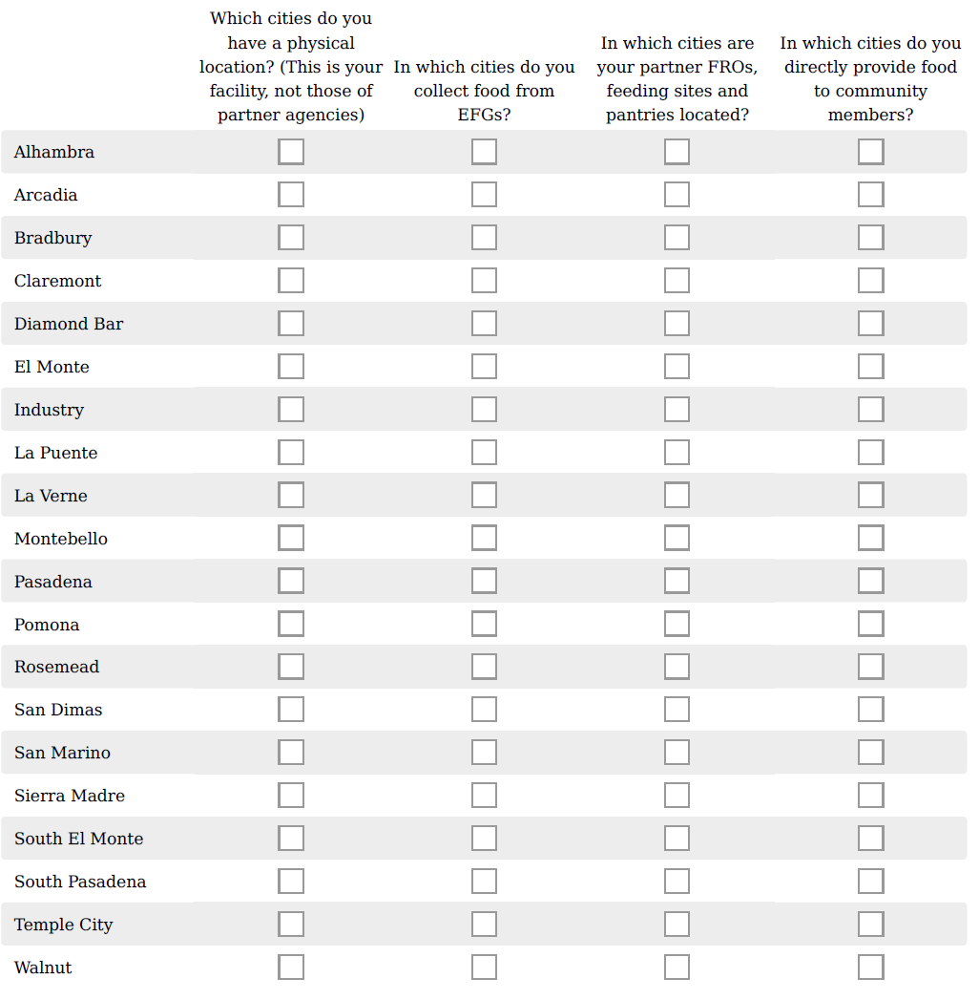 Which cities do you
have a physical
location? (This is your
facility, not those of
partner agencies)
In which cities do you
collect food from
EFGs?
In which cities are
your partner FROs,
feeding sites and
pantries located?
In which cities do you
directly provide food
to community
members?
Alhambra
Arcadia
Bradbury
Claremont
Diamond Bar
El Monte
Industry
La Puente
La Verne
Montebello
Pasadena
Pomona
Rosemead
San Dimas
San Marino
Sierra Madre
South El Monte
South Pasadena
Temple City
Walnut